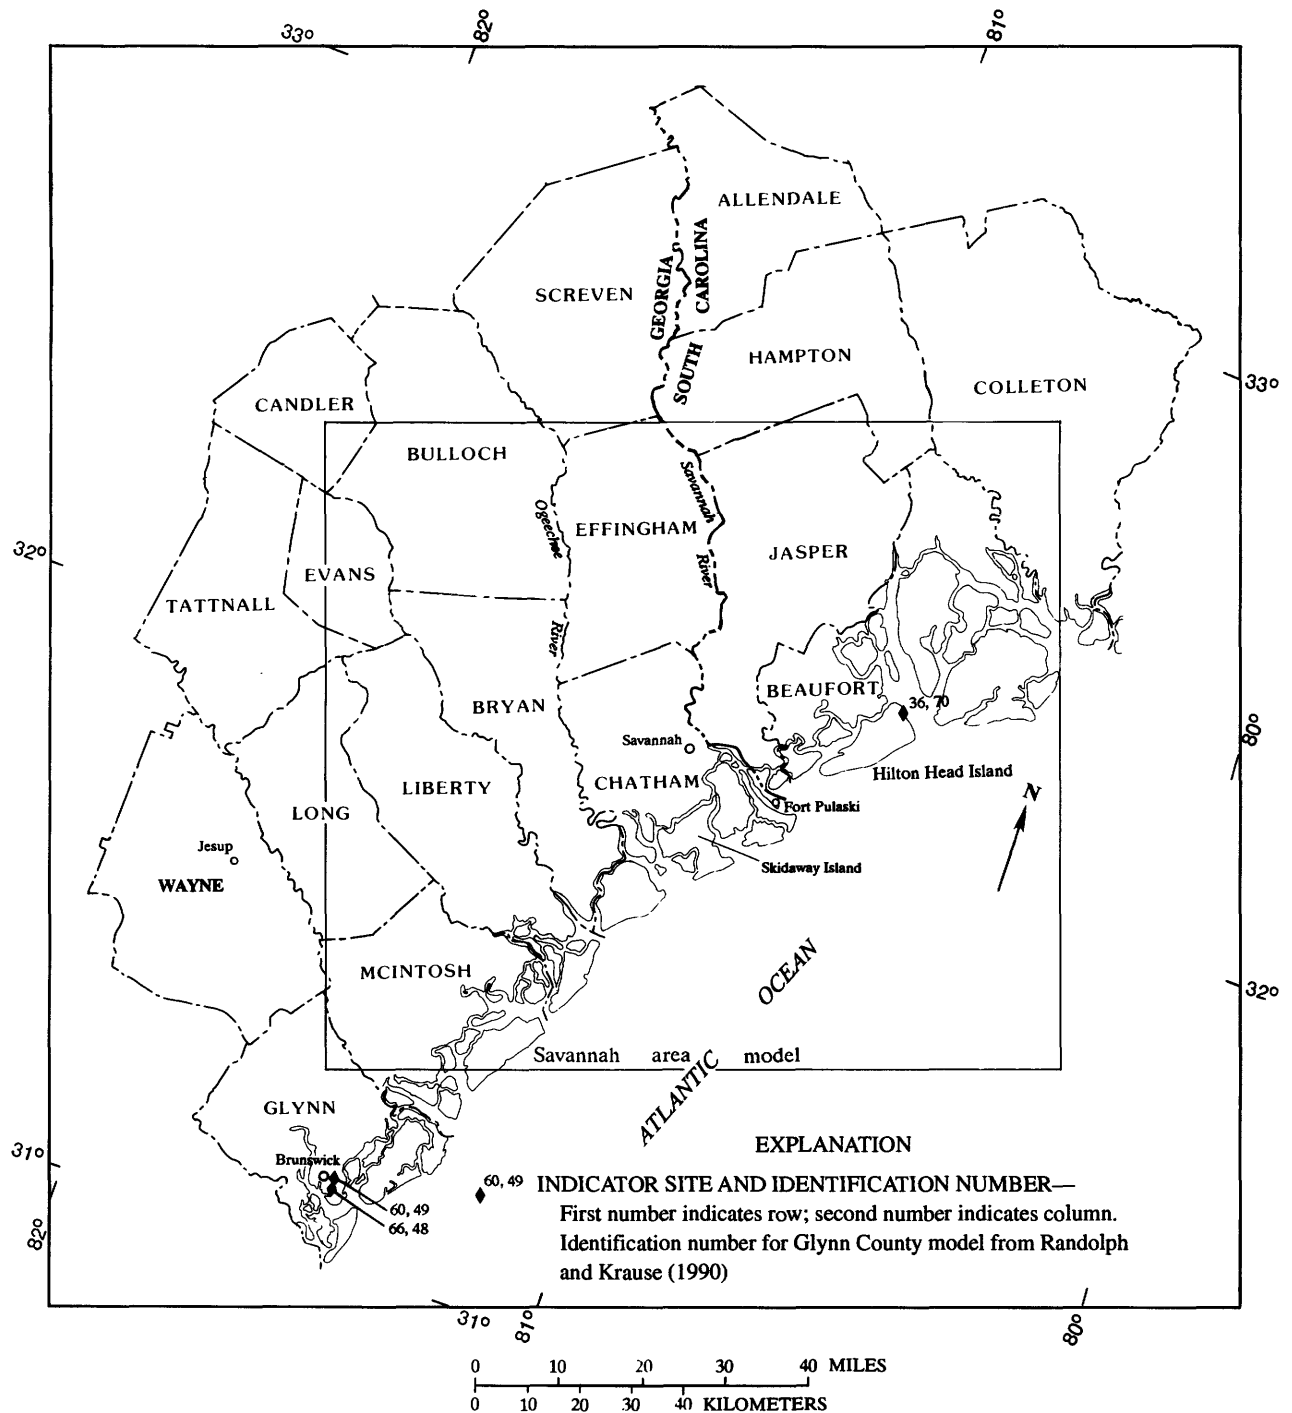 33°
82°
81°
ALLENDALE
SCREVEN
GEORGIA
SOUTH CAROLINA
HAMPTON
33°
COLLETON
CANDLER
BULLOCH
Savannah River
Ogeechee River
EFFINGHAM
JASPER
32°
EVANS
TATTNALL
BEAUFORT
36, 70
BRYAN
80°
Savannah
Hilton Head Island
CHATHAM
LIBERTY
N
Fort Pulaski
LONG
Jesup
Skidaway Island
WAYNE
MCINTOSH
ATLANTIC OCEAN
32°
Savannah area model
GLYNN
31°
Brunswick
60, 49
66, 48
82°
EXPLANATION
60, 49
INDICATOR SITE AND IDENTIFICATION NUMBER—
First number indicates row; second number indicates column.
Identification number for Glynn County model from Randolph
and Krause (1990)
31°
81°
80°
0 10 20 30 40 MILES
0 10 20 30 40 KILOMETERS